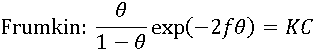 Frumkin: θ/(1 − θ) exp(−2fθ) = KC